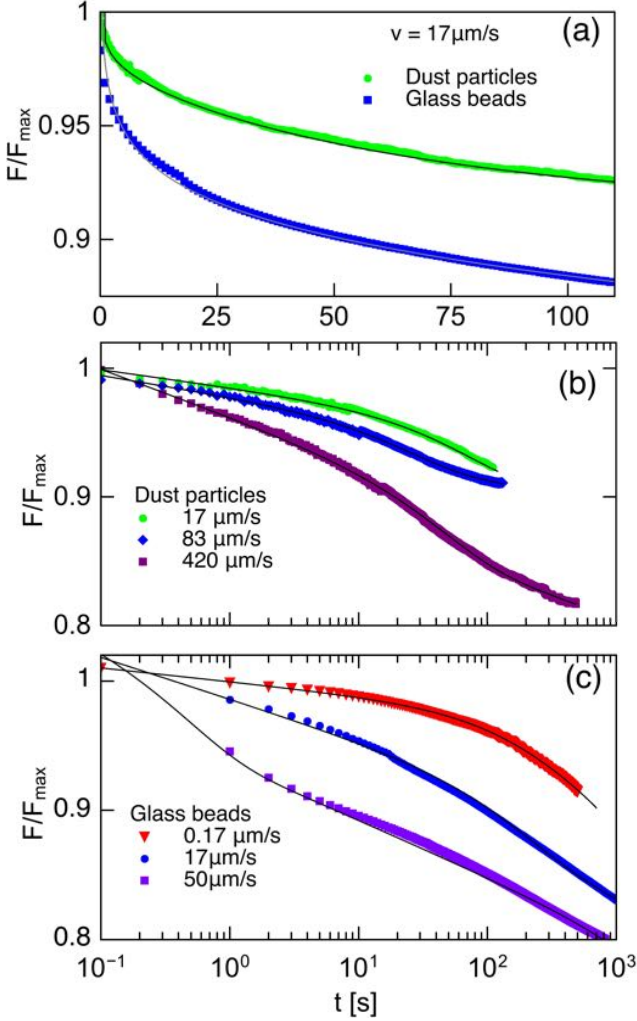 1
v = 17μm/s
(a)
Dust particles
Glass beads
0.95
F/Fmax
0.9
0
25
50
75
100
1
(b)
F/Fmax
0.9
Dust particles
17 μm/s
83 μm/s
420 μm/s
0.8
1
(c)
F/Fmax
0.9
Glass beads
0.17 μm/s
17μm/s
50μm/s
0.8
10⁻¹
10⁰
10¹
10²
10³
t [s]